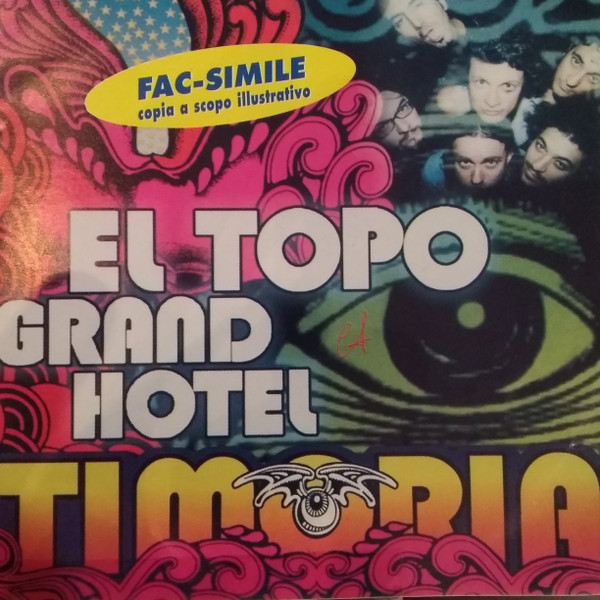 FAC-SIMILE
copia a scopo illustrativo
EL TOPO
GRAND
HOTEL
TIMORIA